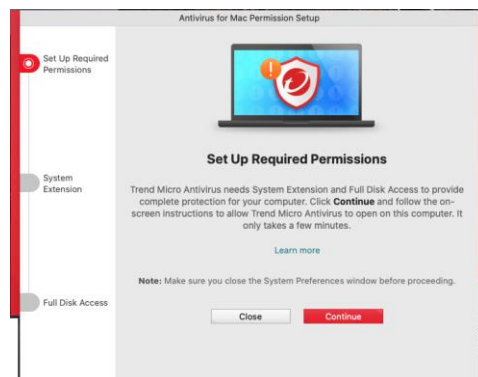 Antivirus for Mac Permission Setup
Set Up Required
Permissions
System
Extension
Full Disk Access
Set Up Required Permissions
Trend Micro Antivirus needs System Extension and Full Disk Access to provide
complete protection for your computer. Click Continue and follow the on-
screen instructions to allow Trend Micro Antivirus to open on this computer. It
only takes a few minutes.
Learn more
Note: Make sure you close the System Preferences window before proceeding.
Close
Continue